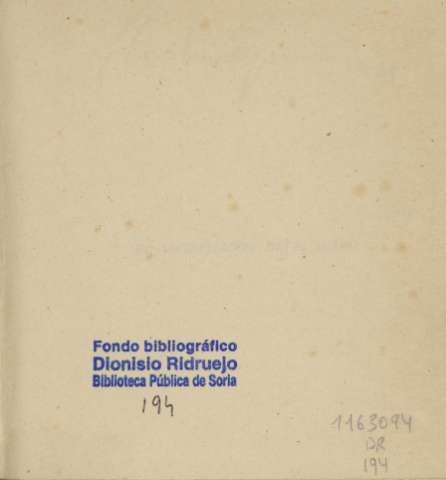 Fondo bibliográfico
Dionisio Ridruejo
Biblioteca Pública de Soria
194
1163094
DR
194